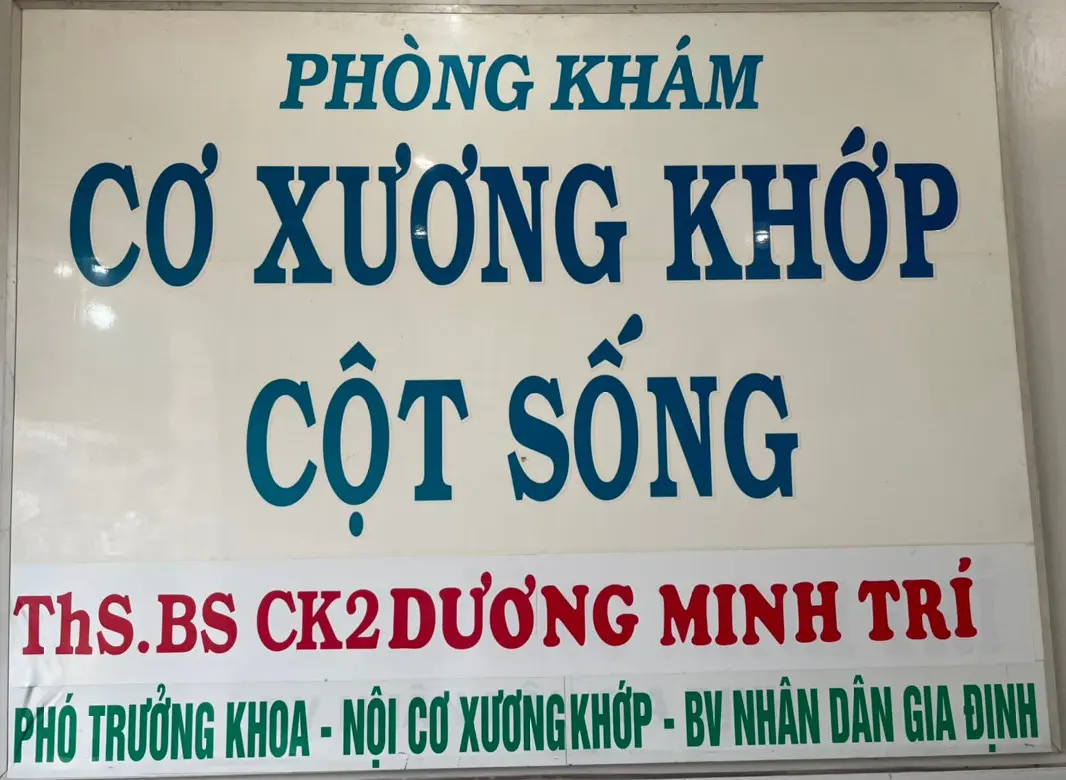 PHÒNG KHÁM
CƠ XƯƠNG KHỚP
CỘT SỐNG
ThS.BS CK2 DƯƠNG MINH TRÍ
PHÓ TRƯỞNG KHOA - NỘI CƠ XƯƠNG KHỚP - BV NHÂN DÂN GIA ĐỊNH